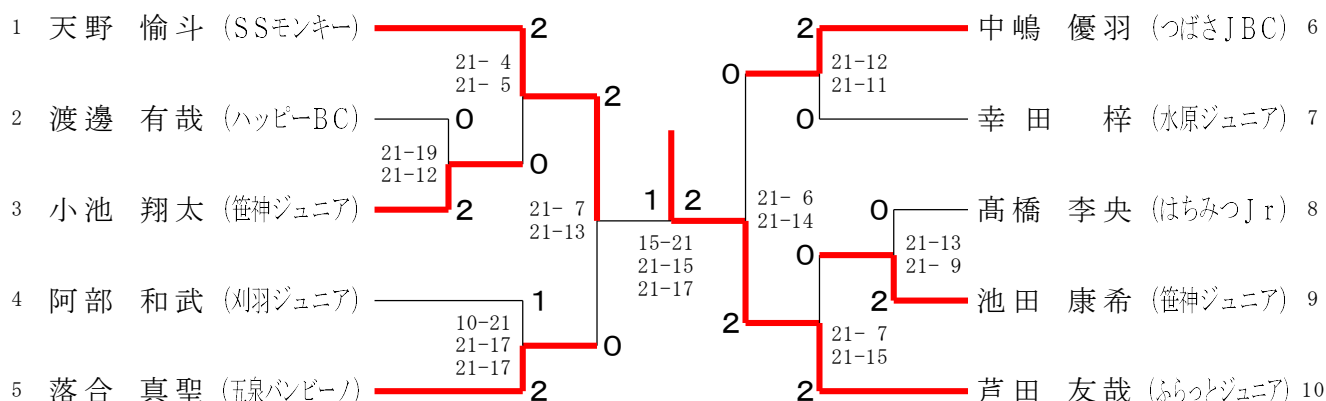 1 天野 愉斗 (SSモンキー) 2
21- 4
21- 5
2
2 渡邊 有哉 (ハッピーBC) 0
21-19
21-12
0
3 小池 翔太 (笹神ジュニア) 2
21- 7
21-13
4 阿部 和武 (刈羽ジュニア) 1
10-21
21-17
21-17
0
5 落合 真聖 (五泉バンビーノ) 2
1 2
15-21
21-15
21-17
2 中嶋 優羽 (つばさJBC) 6
0
21-12
21-11
0 幸田 梓 (水原ジュニア) 7
21- 6
21-14
0 髙橋 李央 (はちみつJr) 8
0
21-13
21- 9
2 池田 康希 (笹神ジュニア) 9
2
21- 7
21-15
2 芦田 友哉 (ふらっとジュニア) 10